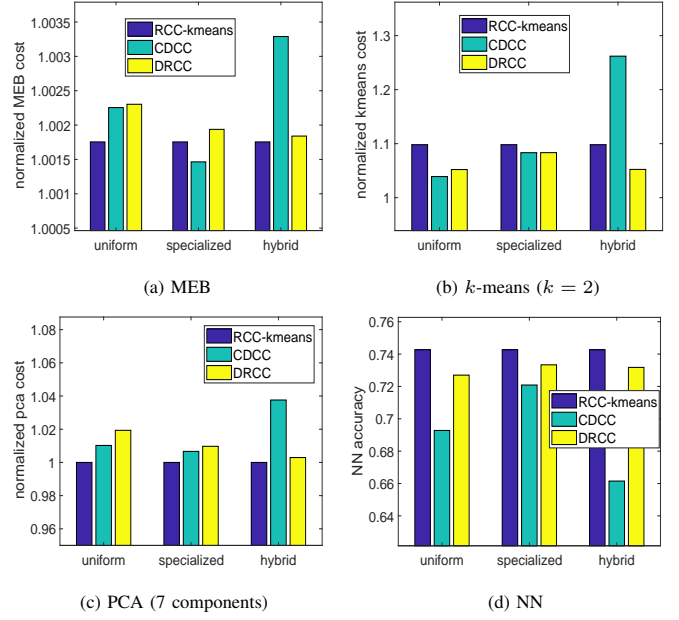 1.0035
1.003
1.0025
1.002
1.0015
1.001
1.0005
normalized MEB cost
RCC-kmeans
CDCC
DRCC
uniform
specialized
hybrid
(a) MEB
1.3
1.2
1.1
1
normalized kmeans cost
RCC-kmeans
CDCC
DRCC
uniform
specialized
hybrid
(b) k-means (k = 2)
1.08
1.06
1.04
1.02
1
0.98
0.96
normalized pca cost
RCC-kmeans
CDCC
DRCC
uniform
specialized
hybrid
(c) PCA (7 components)
0.76
0.74
0.72
0.7
0.68
0.66
0.64
NN accuracy
RCC-kmeans
CDCC
DRCC
uniform
specialized
hybrid
(d) NN